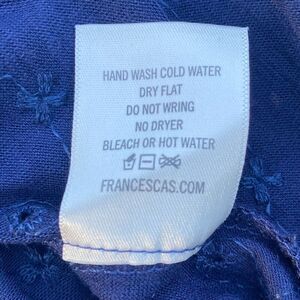 HAND WASH COLD WATER
DRY FLAT
DO NOT WRING
NO DRYER
BLEACH OR HOT WATER
FRANCESCAS.COM